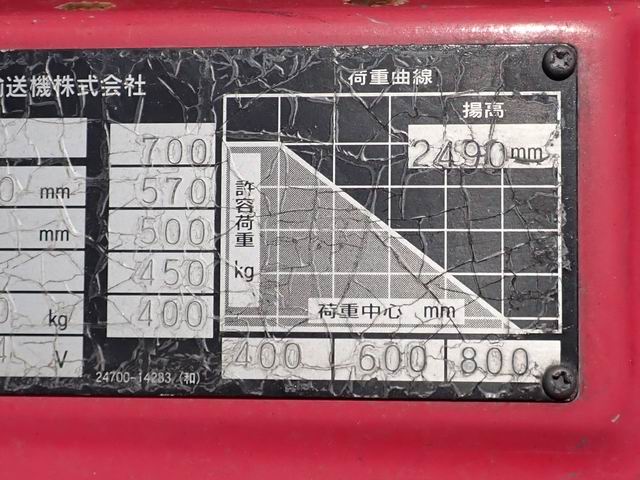 送機株式会社
荷重曲線
揚高
2490mm
700
mm 570
mm 500
450
kg 400
V
許容荷重
kg
荷重中心 mm
400 600 800
24700-14283 (和)